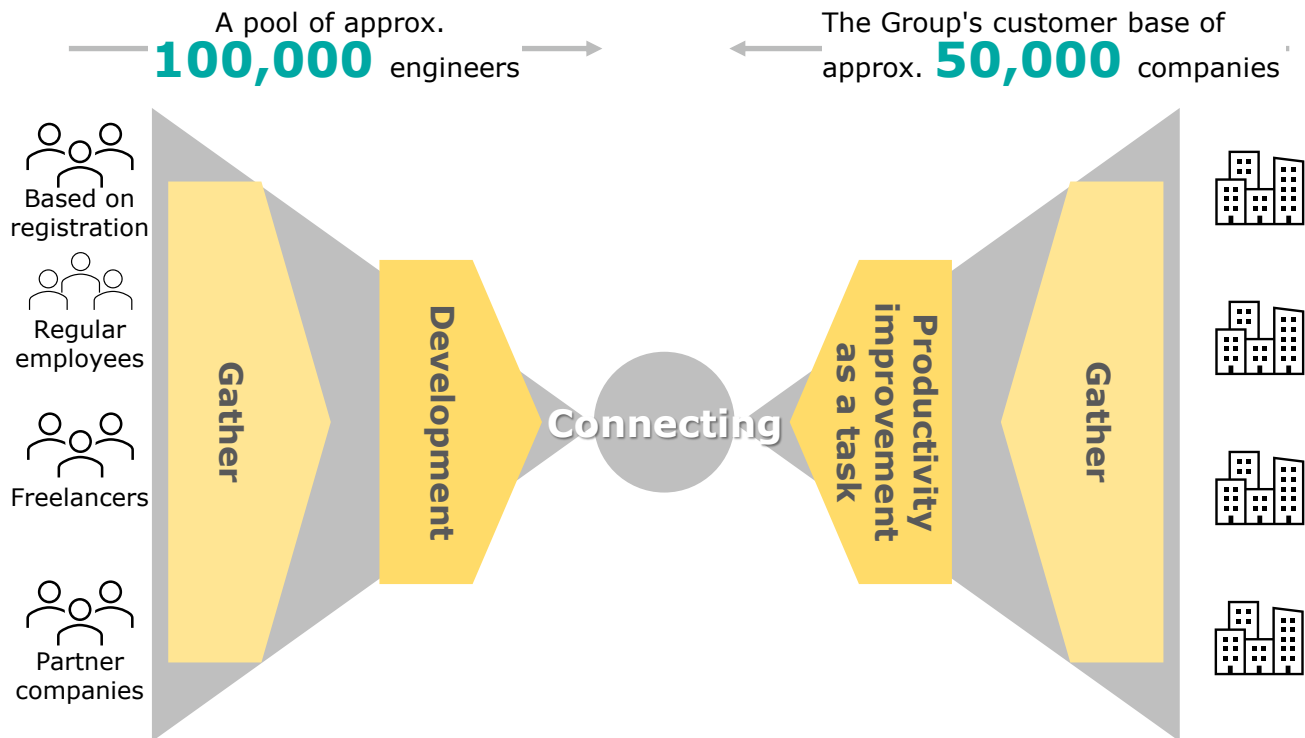 A pool of approx.
100,000 engineers
The Group's customer base of
approx. 50,000 companies
Based on
registration
Regular
employees
Freelancers
Partner
companies
Gather
Development
Connecting
Productivity
improvement
as a task
Gather